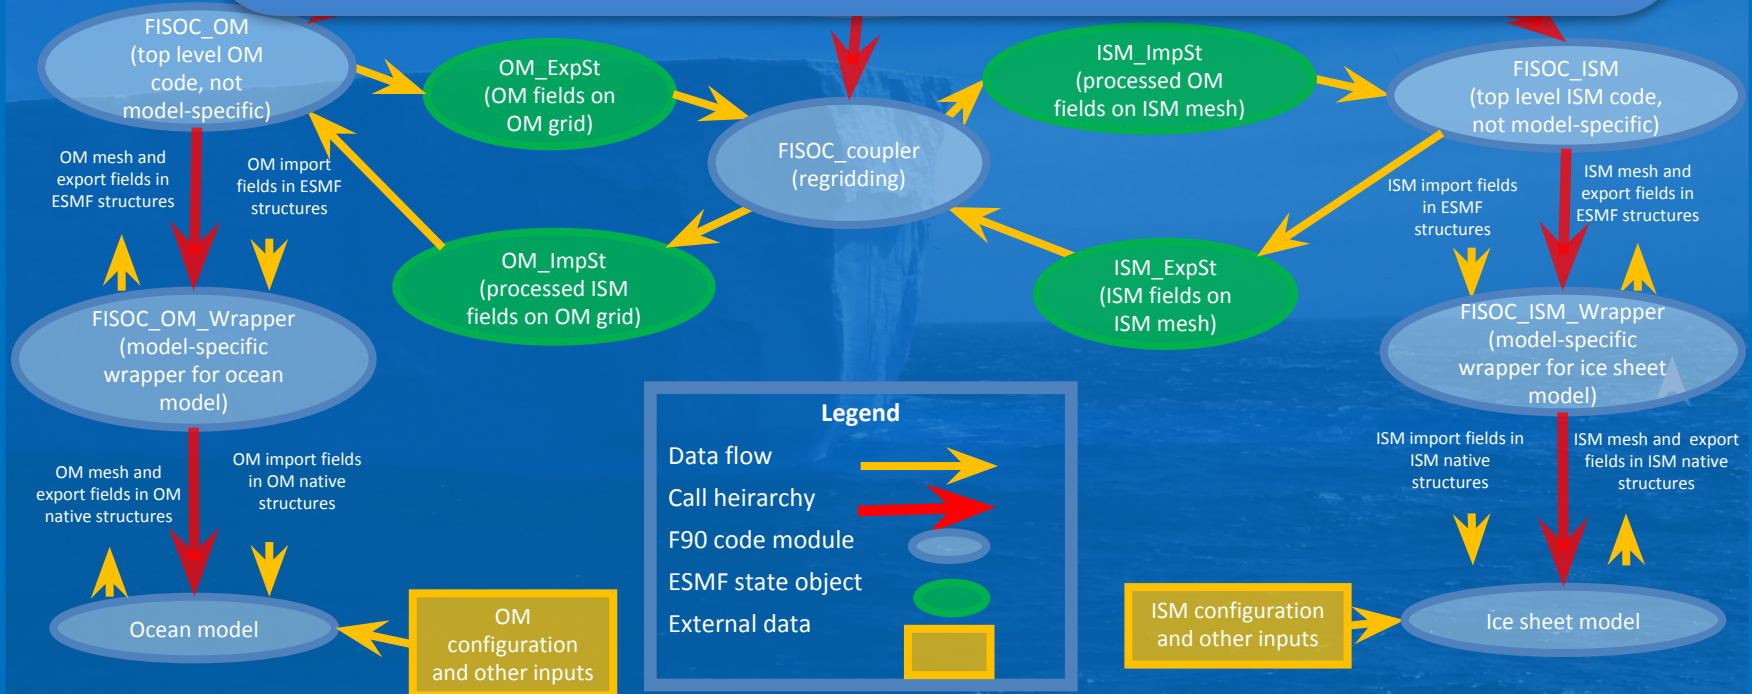 FISOC_OM
(top level OM
code, not
model-specific)
OM_ExpSt
(OM fields on
OM grid)
ISM_ImpSt
(processed OM
fields on ISM mesh)
FISOC_ISM
(top level ISM code,
not model-specific)
FISOC_coupler
(regridding)
OM mesh and
export fields in
ESMF structures
OM import
fields in ESMF
structures
ISM import fields
in ESMF
structures
ISM mesh and
export fields in
ESMF structures
OM_ImpSt
(processed ISM
fields on OM grid)
ISM_ExpSt
(ISM fields on
ISM mesh)
FISOC_OM_Wrapper
(model-specific
wrapper for ocean
model)
FISOC_ISM_Wrapper
(model-specific
wrapper for ice sheet
model)
OM mesh and
export fields in OM
native structures
OM import fields
in OM native
structures
ISM import fields in
ISM native
structures
ISM mesh and  export
fields in ISM native
structures
Legend
Data flow
Call heirarchy
F90 code module
ESMF state object
External data
Ocean model
OM
configuration
and other inputs
ISM configuration
and other inputs
Ice sheet model